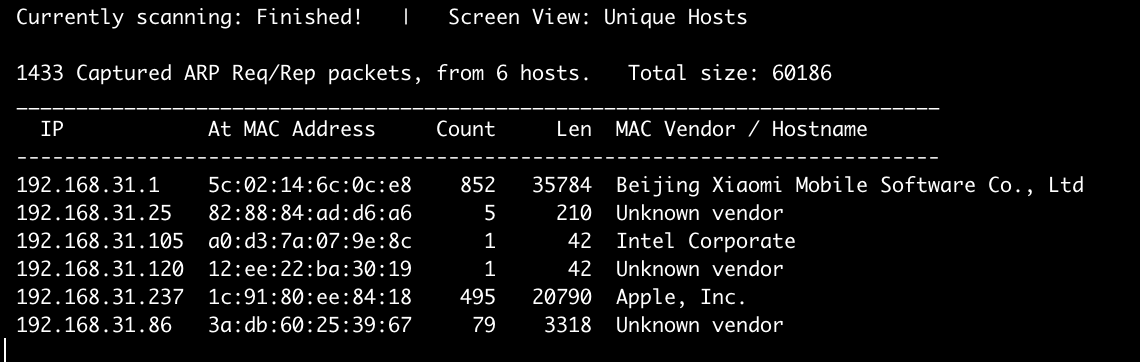 Currently scanning: Finished!   |   Screen View: Unique Hosts
1433 Captured ARP Req/Rep packets, from 6 hosts.   Total size: 60186
_____________________________________________________________________________
  IP            At MAC Address     Count     Len  MAC Vendor / Hostname
-----------------------------------------------------------------------------
192.168.31.1    5c:02:14:6c:0c:e8    852   35784  Beijing Xiaomi Mobile Software Co., Ltd
192.168.31.25   82:88:84:ad:d6:a6      5     210  Unknown vendor
192.168.31.105  a0:d3:7a:07:9e:8c      1      42  Intel Corporate
192.168.31.120  12:ee:22:ba:30:19      1      42  Unknown vendor
192.168.31.237  1c:91:80:ee:84:18    495   20790  Apple, Inc.
192.168.31.86   3a:db:60:25:39:67     79    3318  Unknown vendor